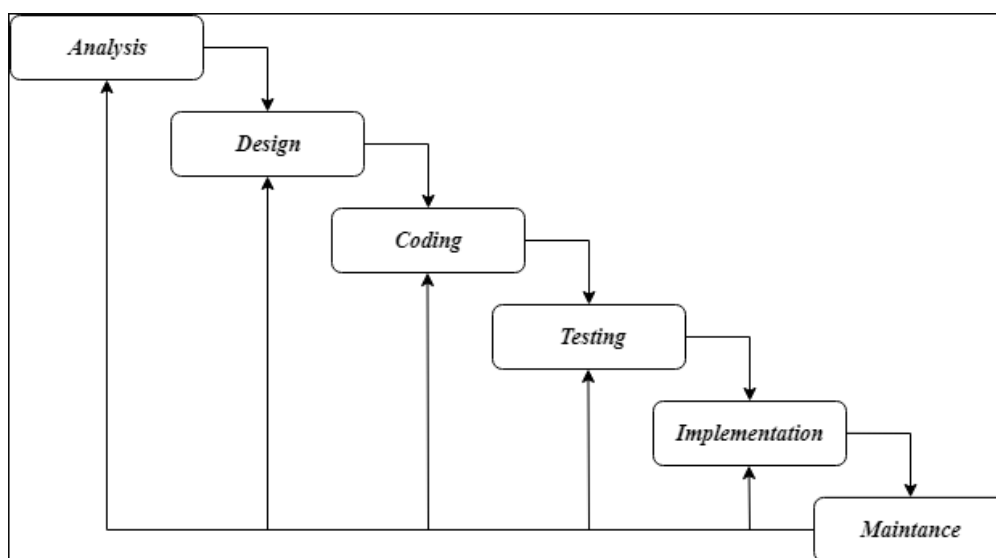 Analysis
Design
Coding
Testing
Implementation
Maintance